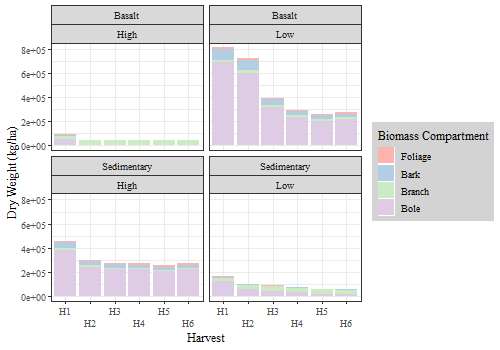 Basalt
Basalt
High
Low
8e+05
6e+05
4e+05
2e+05
0e+00
Sedimentary
Sedimentary
High
Low
8e+05
6e+05
4e+05
2e+05
0e+00
Dry Weight (kg/ha)
H1
H3
H5
H1
H3
H5
H2
H4
H6
H2
H4
H6
Harvest
Biomass Compartment
Foliage
Bark
Branch
Bole